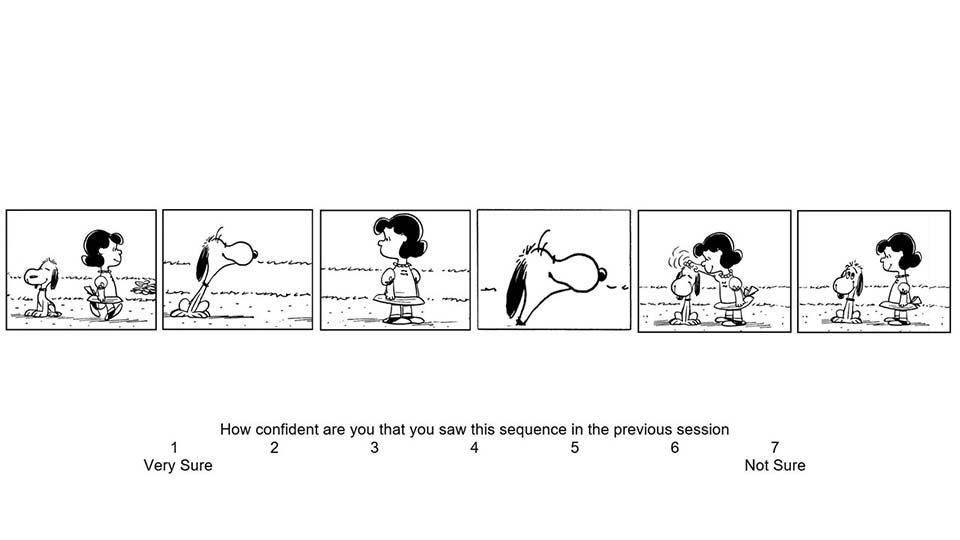 How confident are you that you saw this sequence in the previous session
1 2 3 4 5 6 7
Very Sure Not Sure